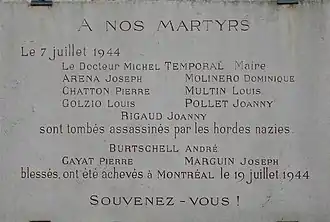 A NOS MARTYRS
Le 7 juillet 1944
Le Docteur MICHEL TEMPORAL Maire
ARENA JOSEPH MOLINERO DOMINIQUE
CHATTON PIERRE MULTIN LOUIS
GOLZIO LOUIS POLLET JOANNY
RIGAUD JOANNY
sont tombés assassinés par les hordes nazies.
BURTSCHELL ANDRÉ
GAYAT PIERRE MARGUIN JOSEPH
blessés, ont été achevés à MONTRÉAL le 19 juillet 1944
SOUVENEZ-VOUS !